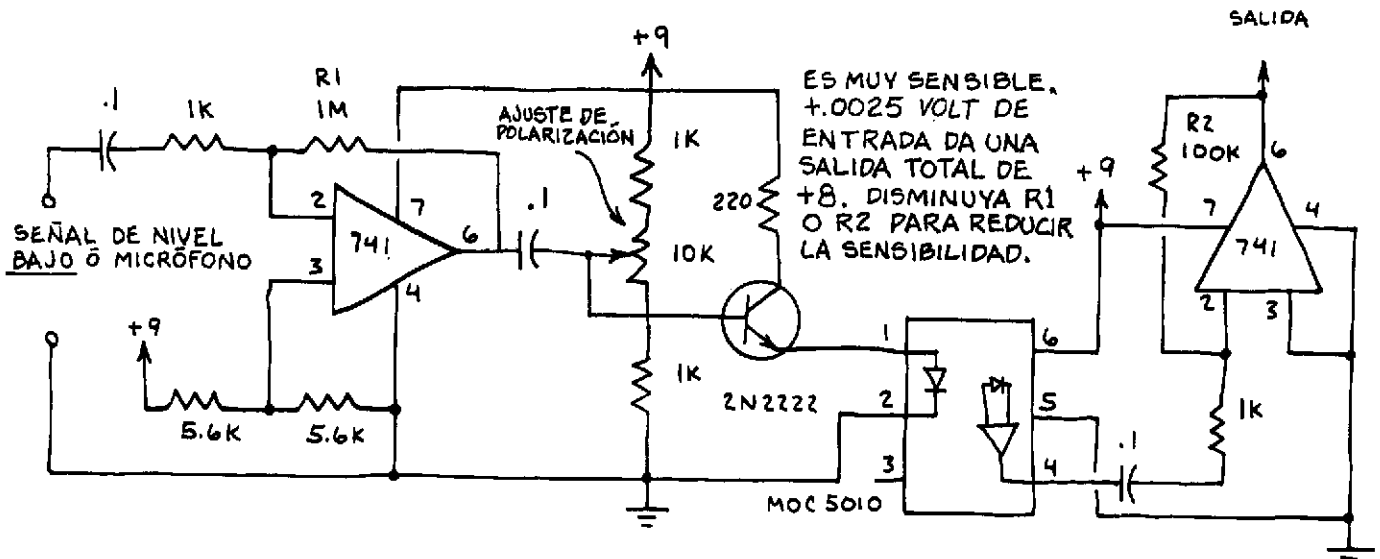 SALIDA
+9
.1
1K
R1
1M
AJUSTE DE
POLARIZACIÓN
1K
ES MUY SENSIBLE.
+.0025 VOLT DE
ENTRADA DA UNA
SALIDA TOTAL DE
+8. DISMINUYA R1
O R2 PARA REDUCIR
LA SENSIBILIDAD.
R2
100K
6
+9
7
4
741
2
3
2
7
741
6
3
4
.1
10K
220
SEÑAL DE NIVEL
BAJO Ó MICRÓFONO
+9
5.6K
5.6K
1K
2N2222
1
2
3
6
5
4
MOC 5010
.1
1K